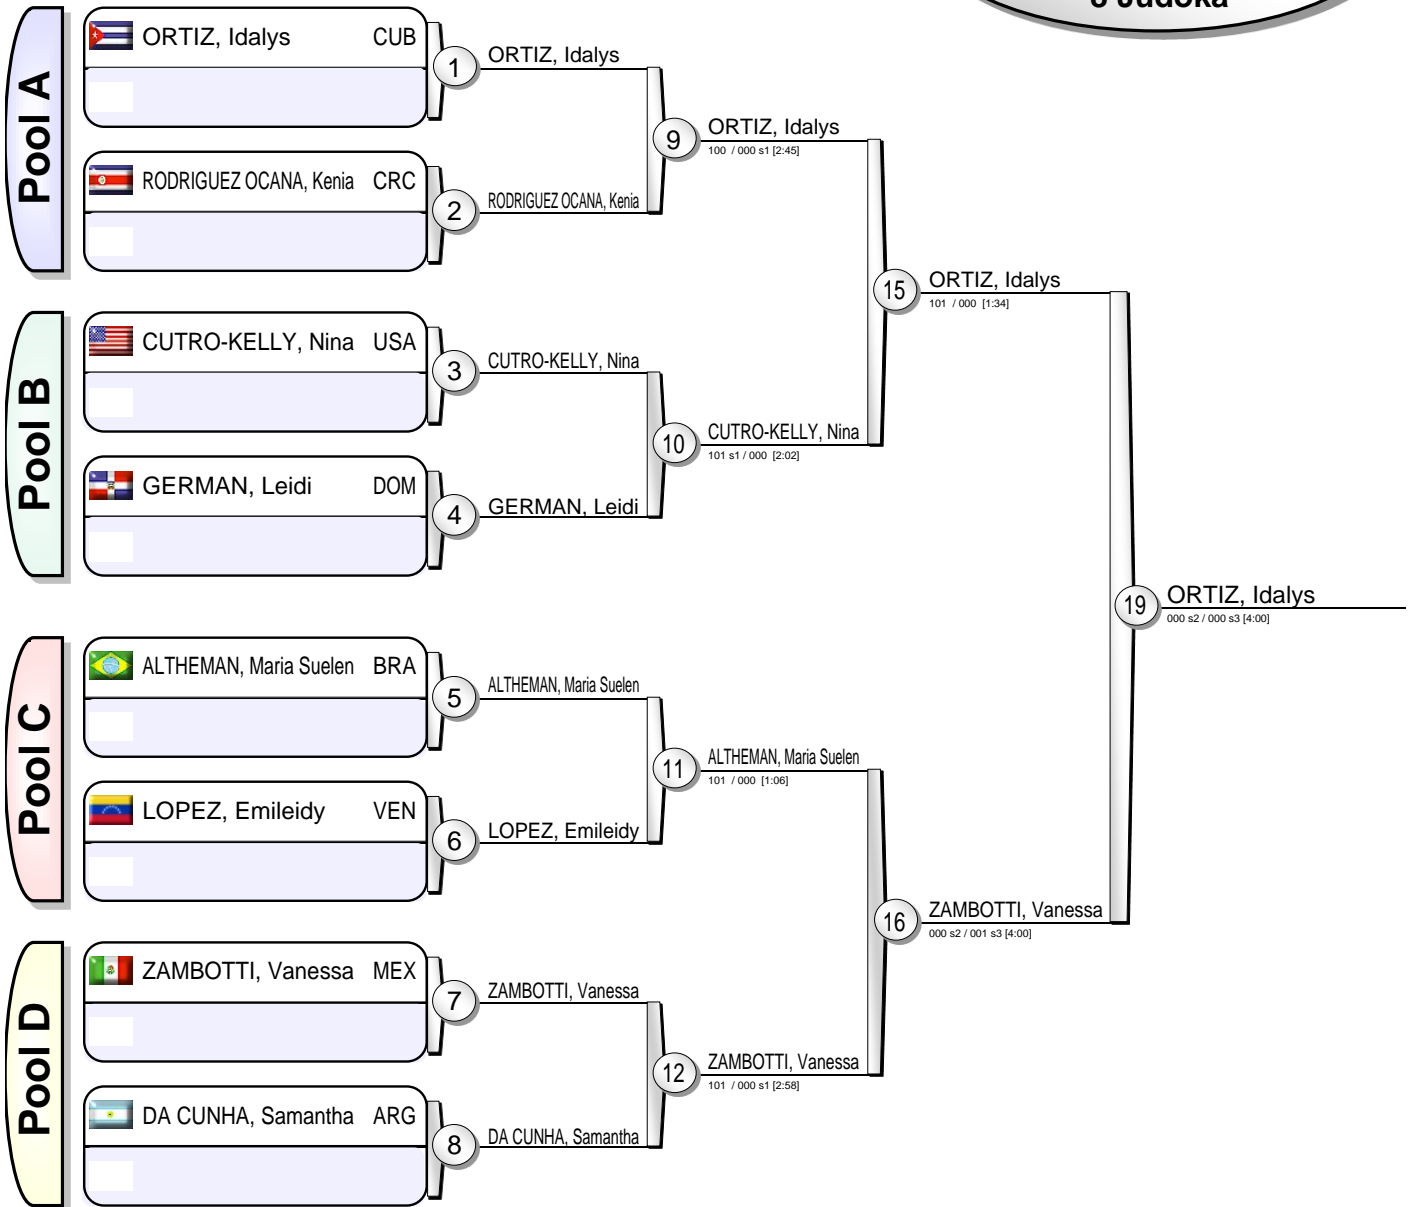 8 Judoka
Pool A
ORTIZ, Idalys CUB
1
ORTIZ, Idalys
RODRIGUEZ OCANA, Kenia CRC
2
RODRIGUEZ OCANA, Kenia
9
ORTIZ, Idalys
100 / 000 s1 [2:45]
Pool B
CUTRO-KELLY, Nina USA
3
CUTRO-KELLY, Nina
GERMAN, Leidi DOM
4
GERMAN, Leidi
10
CUTRO-KELLY, Nina
101 s1 / 000 [2:02]
15
ORTIZ, Idalys
101 / 000 [1:34]
Pool C
ALTHEMAN, Maria Suelen BRA
5
ALTHEMAN, Maria Suelen
LOPEZ, Emileidy VEN
6
LOPEZ, Emileidy
11
ALTHEMAN, Maria Suelen
101 / 000 [1:06]
Pool D
ZAMBOTTI, Vanessa MEX
7
ZAMBOTTI, Vanessa
DA CUNHA, Samantha ARG
8
DA CUNHA, Samantha
12
ZAMBOTTI, Vanessa
101 / 000 s1 [2:58]
16
ZAMBOTTI, Vanessa
000 s2 / 001 s3 [4:00]
19
ORTIZ, Idalys
000 s2 / 000 s3 [4:00]